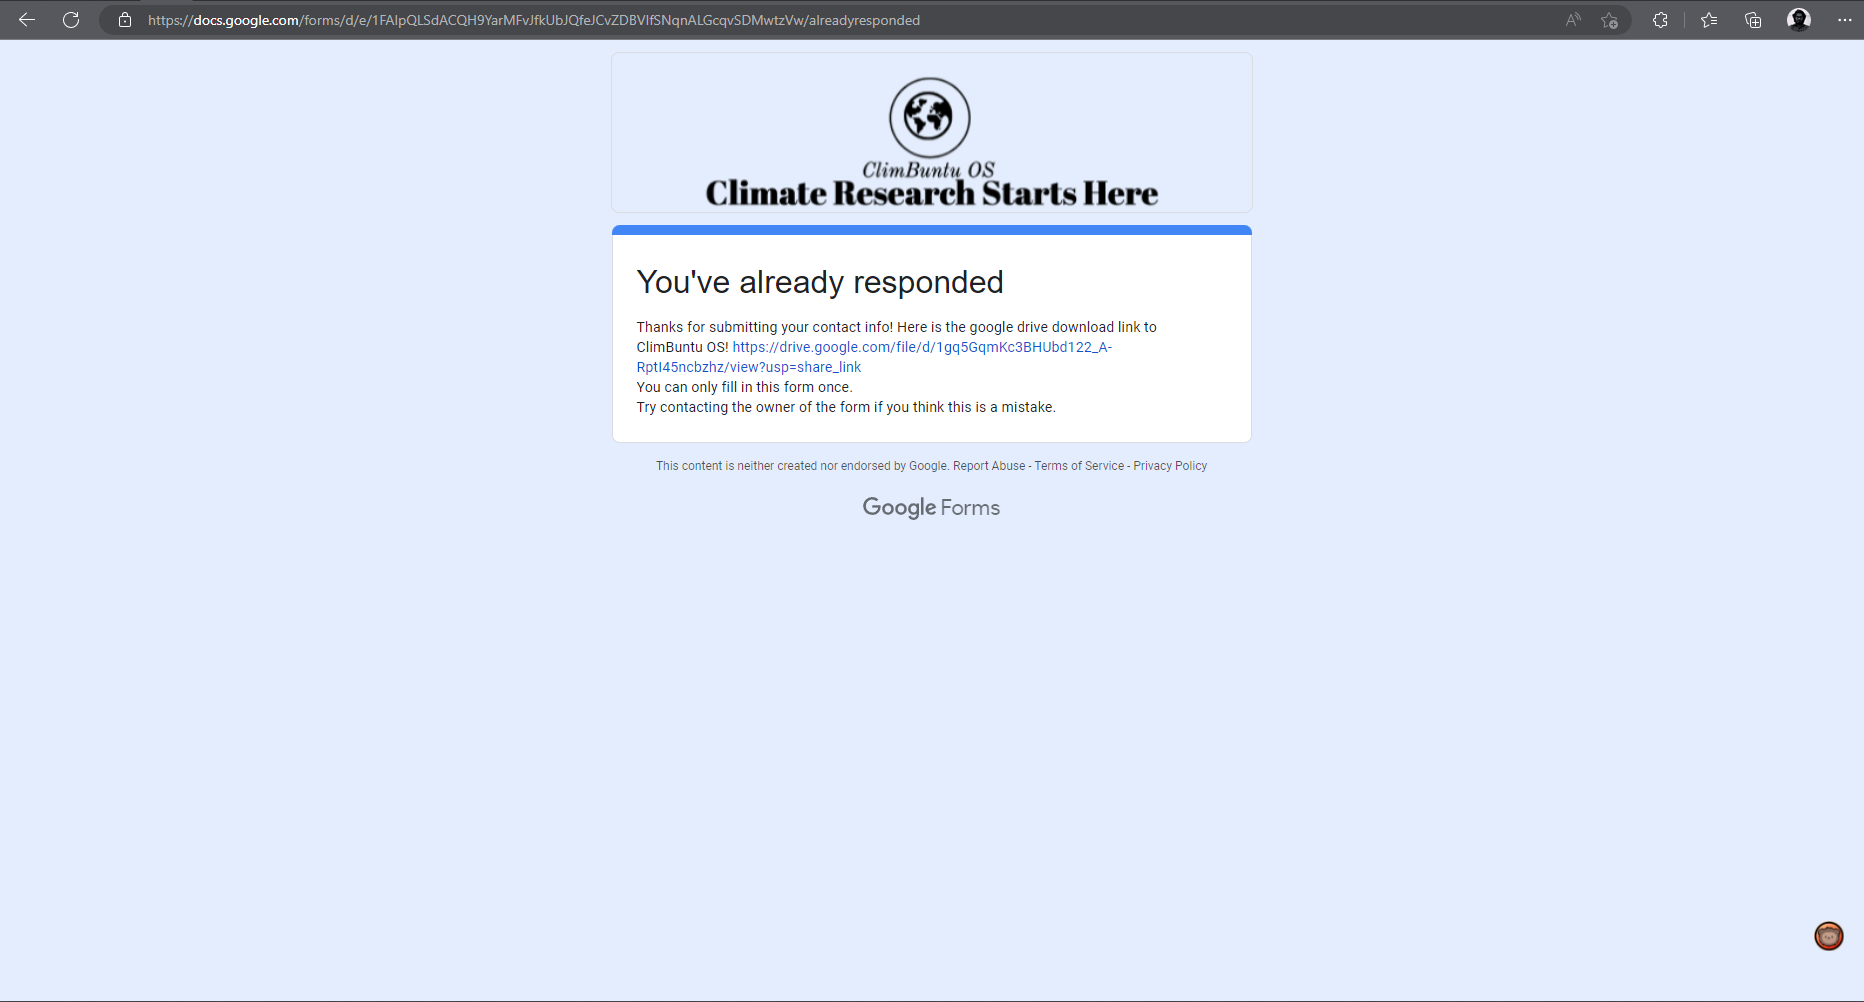 https://docs.google.com/forms/d/e/1FAIpQLSdACQH9YarMFvJfkUbJQfeJCvZDBVIfSNqnALGcqvSDMwtzVw/alreadyresponded
ClimBuntu OS
Climate Research Starts Here
You've already responded
Thanks for submitting your contact info! Here is the google drive download link to
ClimBuntu OS! https://drive.google.com/file/d/1gq5GqmKc3BHUbd122_A-
RptI45ncbzhz/view?usp=share_link
You can only fill in this form once.
Try contacting the owner of the form if you think this is a mistake.
This content is neither created nor endorsed by Google. Report Abuse - Terms of Service - Privacy Policy
Google Forms